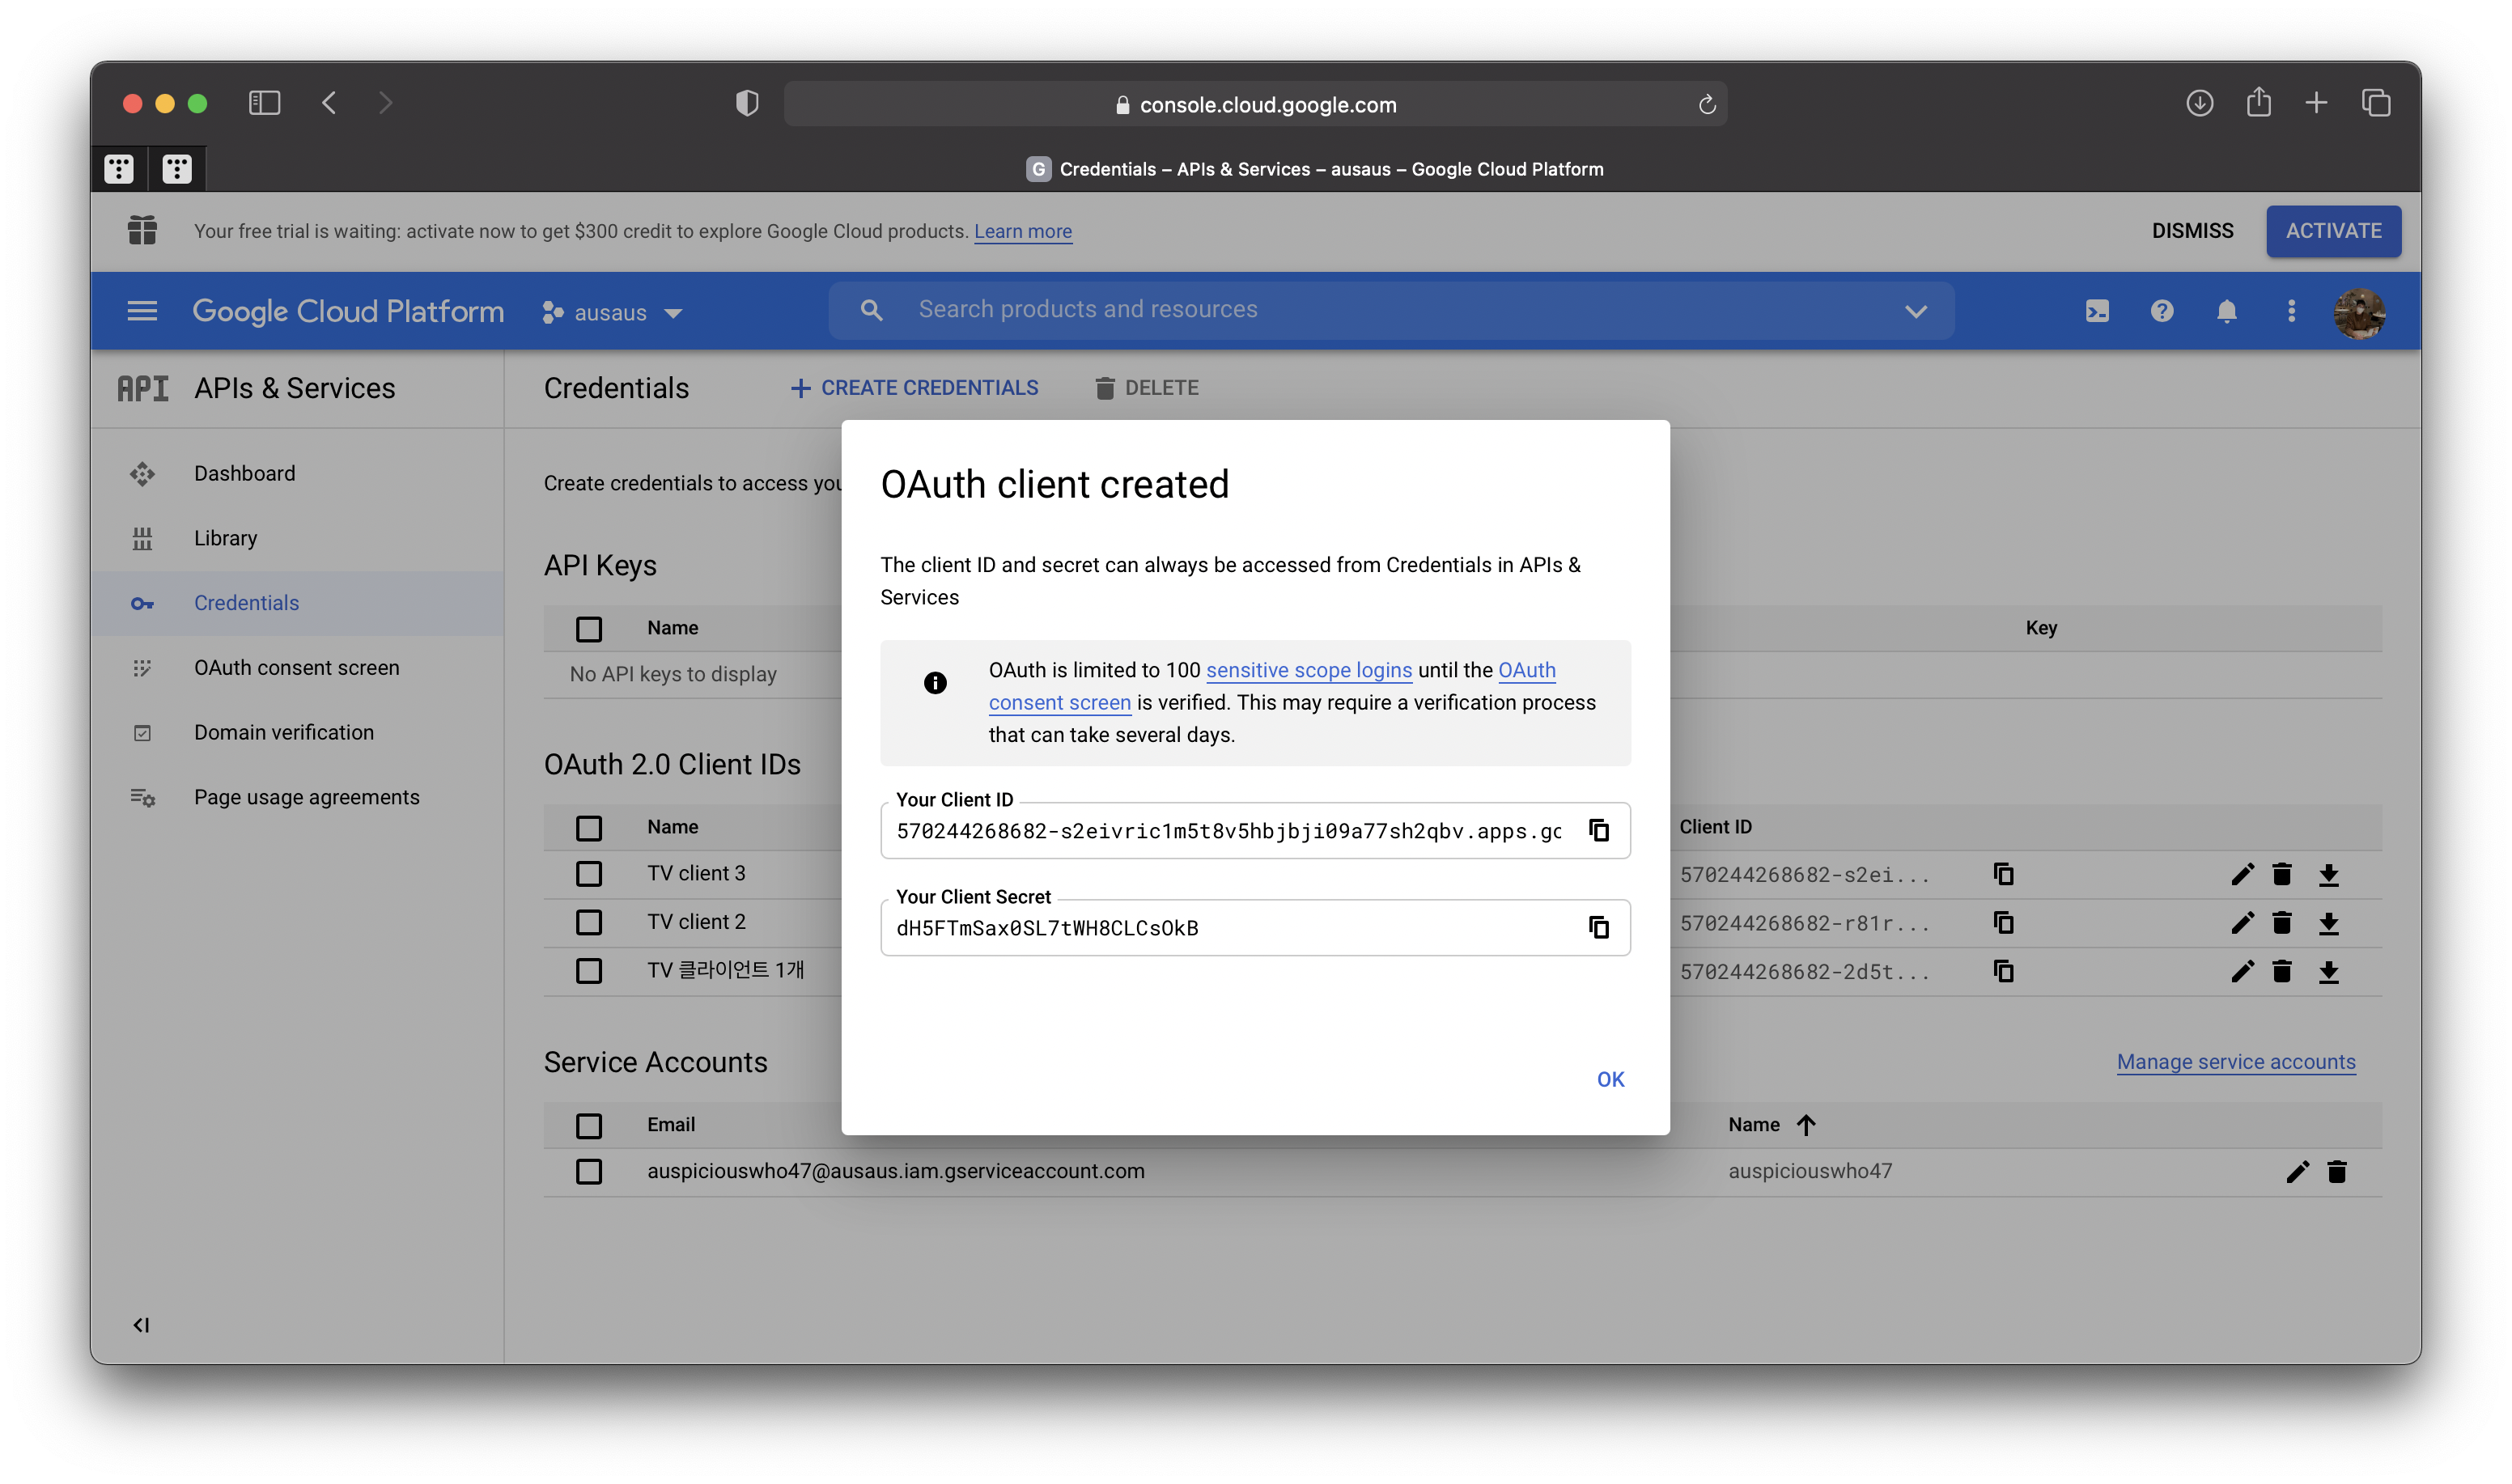 console.cloud.google.com
G Credentials – APIs & Services – ausaus – Google Cloud Platform
Your free trial is waiting: activate now to get $300 credit to explore Google Cloud products. Learn more
DISMISS
ACTIVATE
Google Cloud Platform
ausaus
Search products and resources
API APIs & Services
Credentials
CREATE CREDENTIALS
DELETE
Dashboard
Library
Credentials
OAuth consent screen
Domain verification
Page usage agreements
Create credentials to access you
API Keys
Name
Key
No API keys to display
OAuth 2.0 Client IDs
Name
Client ID
TV client 3
570244268682-s2ei...
TV client 2
570244268682-r81r...
TV 클라이언트 1개
570244268682-2d5t...
Service Accounts
Manage service accounts
Email
Name
auspiciouswho47@ausaus.iam.gserviceaccount.com
auspiciouswho47
OAuth client created
The client ID and secret can always be accessed from Credentials in APIs &
Services
OAuth is limited to 100 sensitive scope logins until the OAuth
consent screen is verified. This may require a verification process
that can take several days.
Your Client ID
570244268682-s2eivric1m5t8v5hbjbji09a77sh2qbv.apps.gc
Your Client Secret
dH5FTmSax0SL7tWH8CLCsOkB
OK